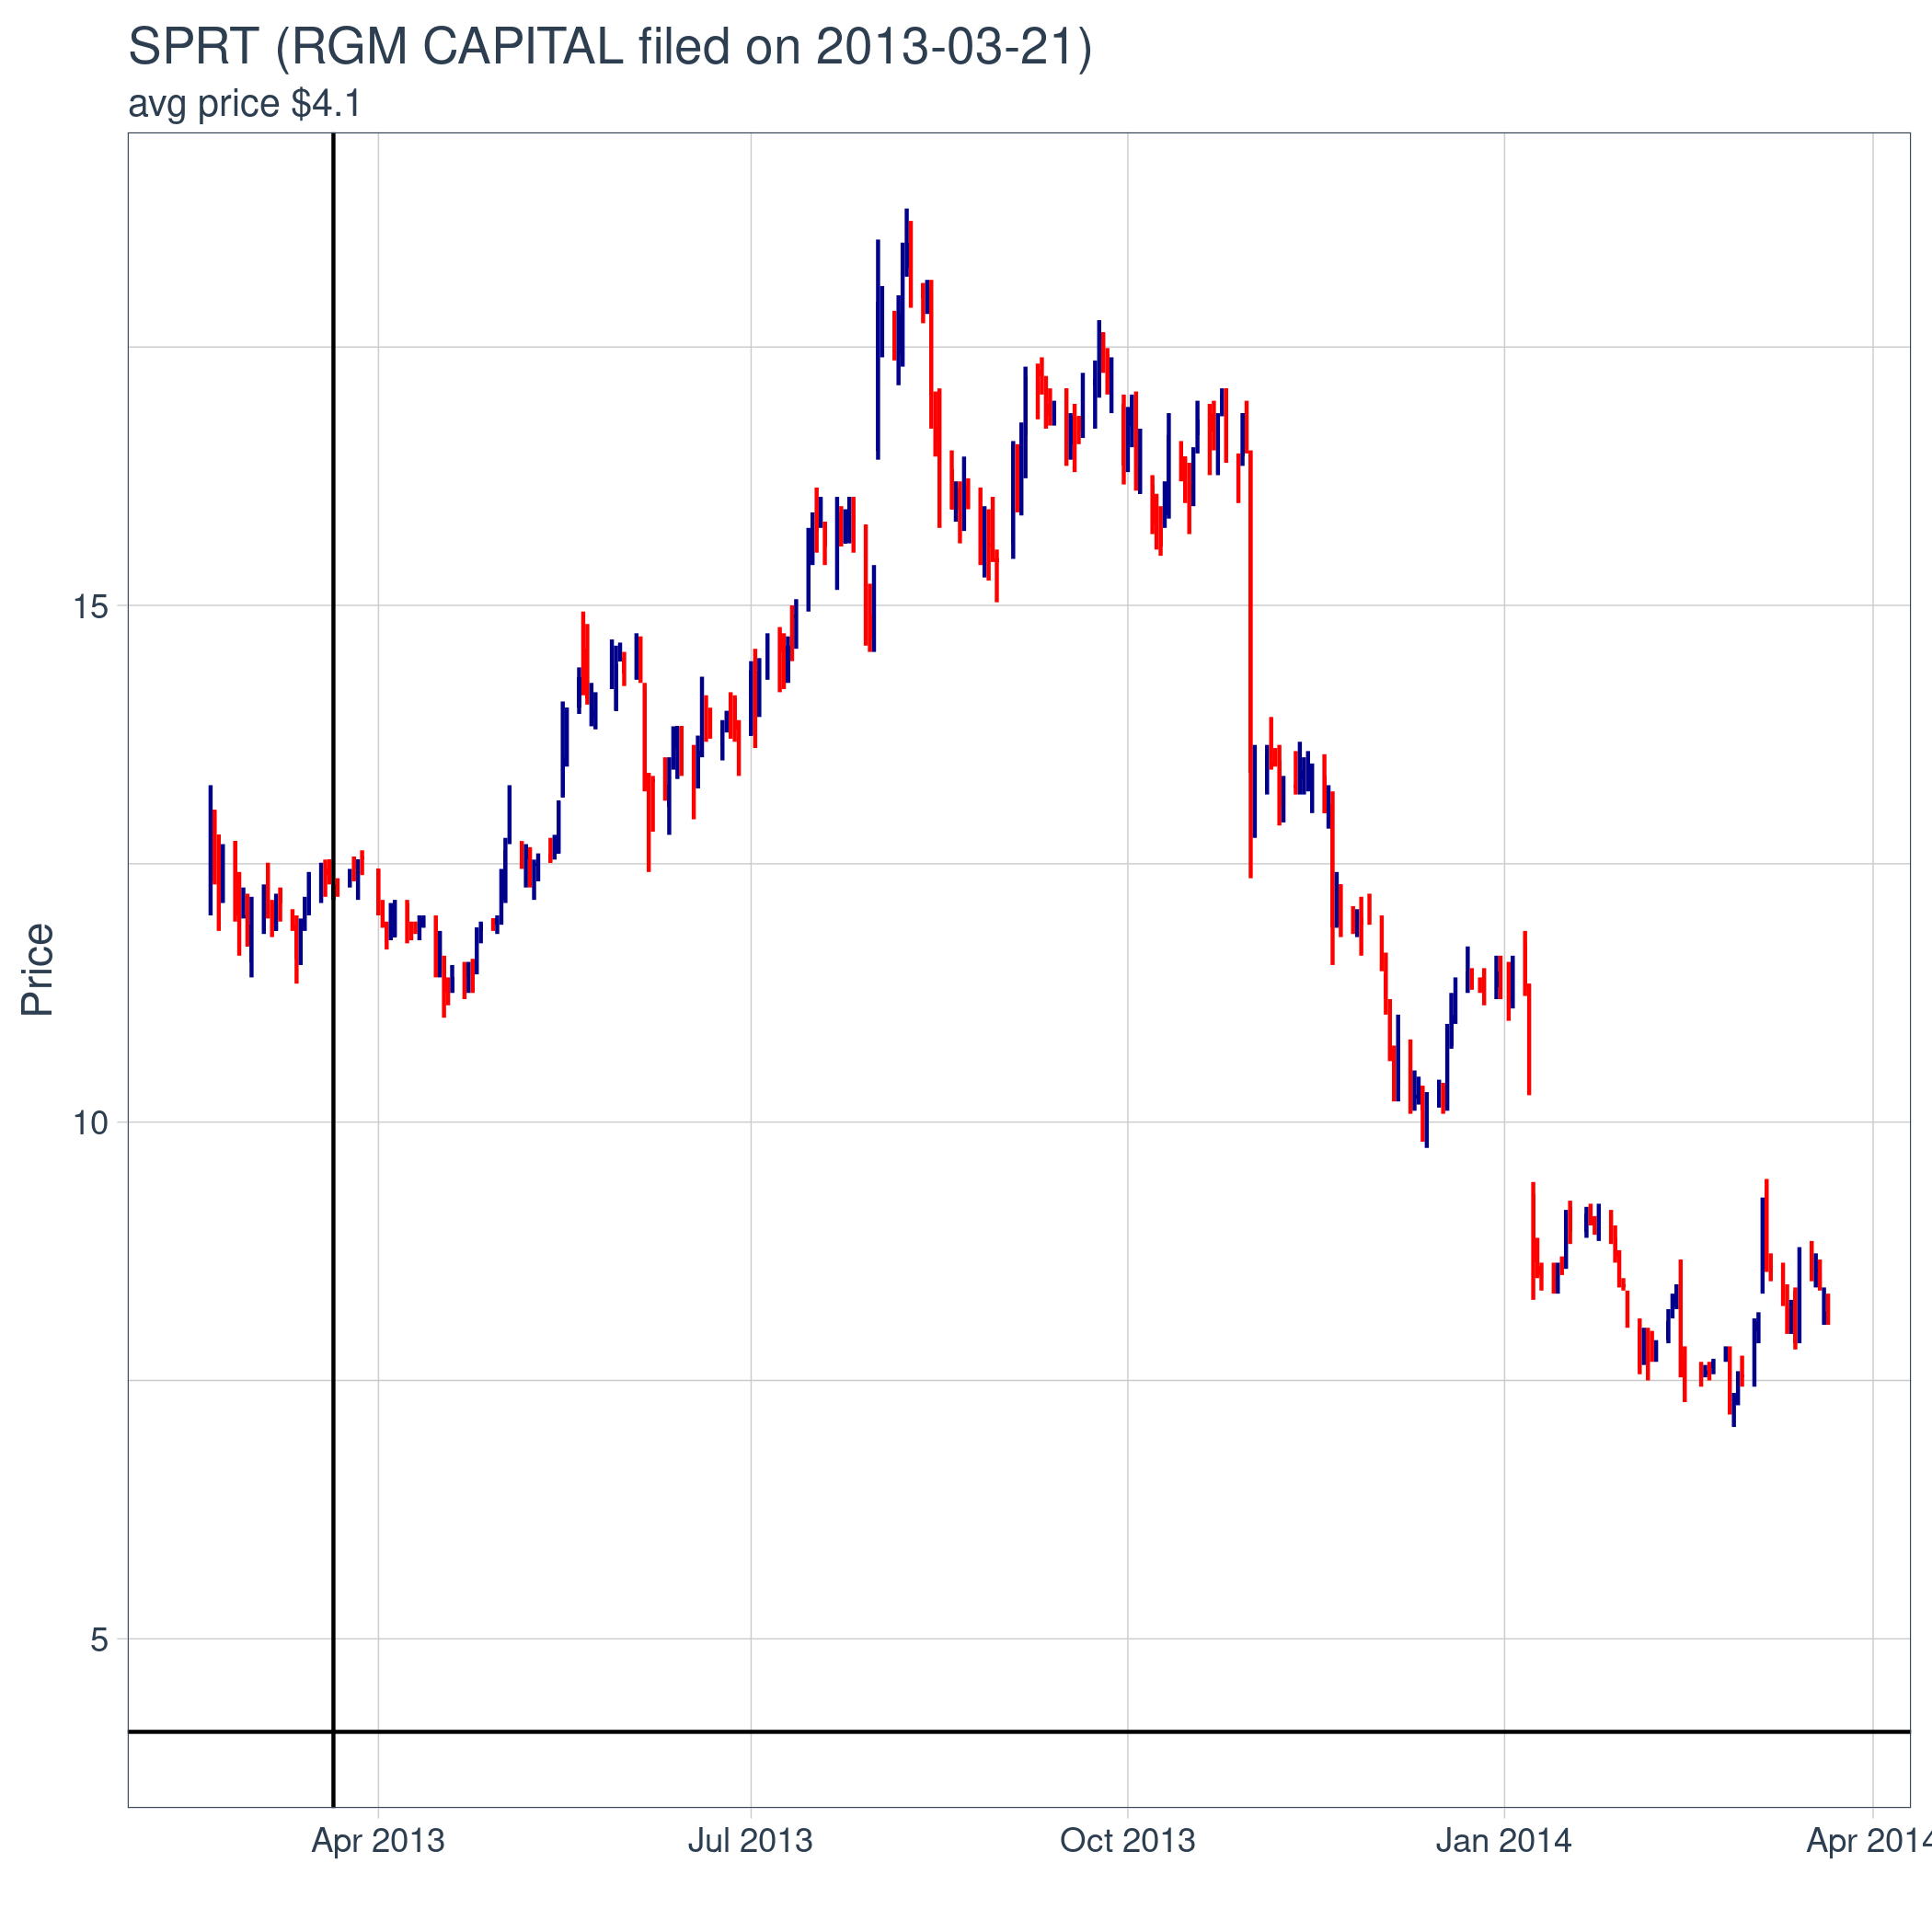 SPRT (RGM CAPITAL filed on 2013-03-21)
avg price $4.1
Price
15
10
5
Apr 2013
Jul 2013
Oct 2013
Jan 2014
Apr 2014